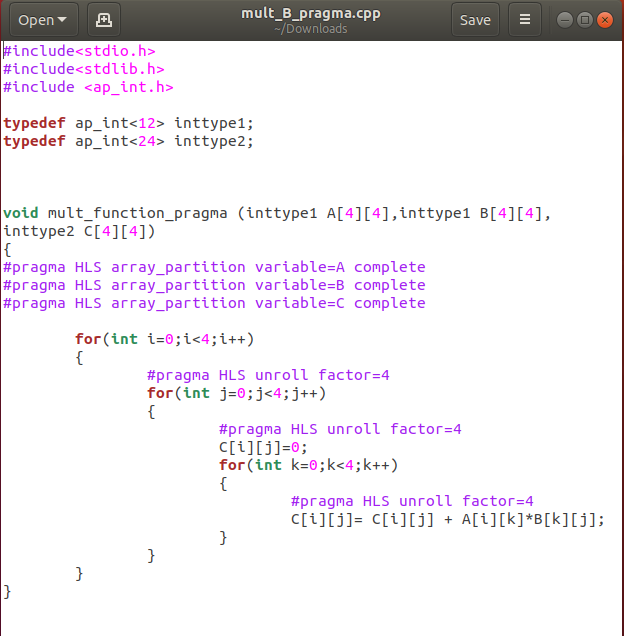 Open
mult_B_pragma.cpp
~/Downloads
Save
#include<stdio.h>
#include<stdlib.h>
#include <ap_int.h>
typedef ap_int<12> inttype1;
typedef ap_int<24> inttype2;
void mult_function_pragma (inttype1 A[4][4],inttype1 B[4][4],
inttype2 C[4][4])
{
#pragma HLS array_partition variable=A complete
#pragma HLS array_partition variable=B complete
#pragma HLS array_partition variable=C complete
        for(int i=0;i<4;i++)
        {
                #pragma HLS unroll factor=4
                for(int j=0;j<4;j++)
                {
                        #pragma HLS unroll factor=4
                        C[i][j]=0;
                        for(int k=0;k<4;k++)
                        {
                                #pragma HLS unroll factor=4
                                C[i][j]= C[i][j] + A[i][k]*B[k][j];
                        }
                }
        }
}